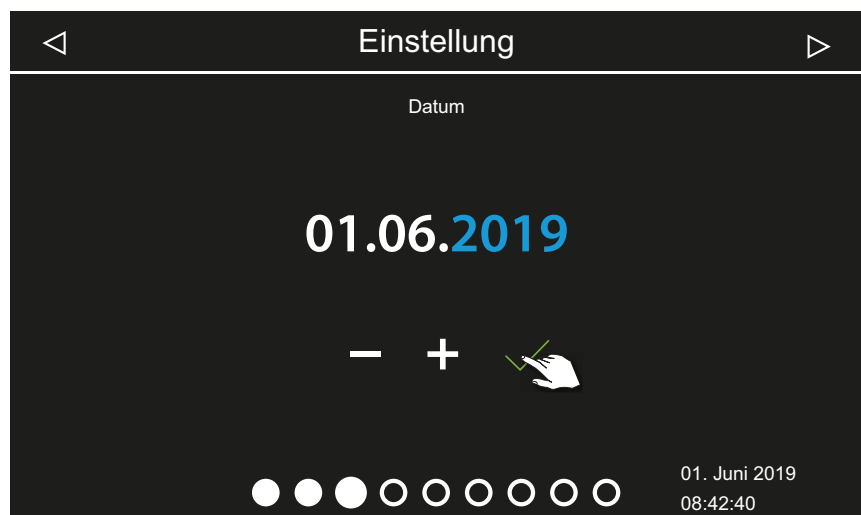 Einstellung
Datum
01.06.2019
− +
01. Juni 2019
08:42:40